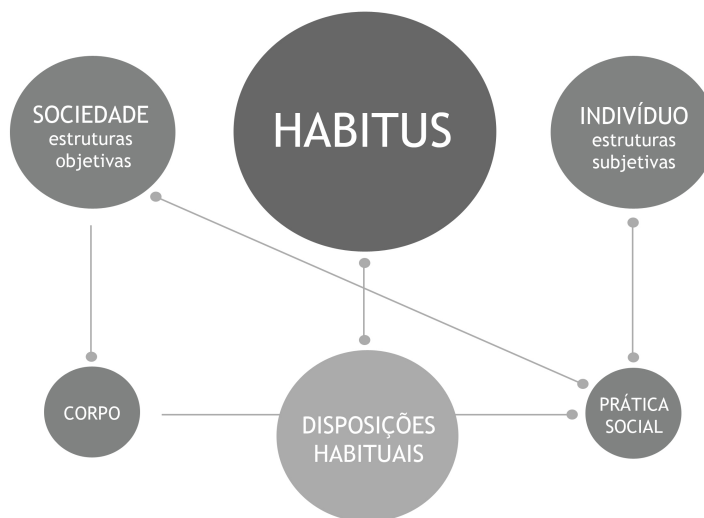 SOCIEDADE
estruturas
objetivas
HABITUS
INDIVÍDUO
estruturas
subjetivas
CORPO
DISPOSIÇÕES
HABITUAIS
PRÁTICA
SOCIAL